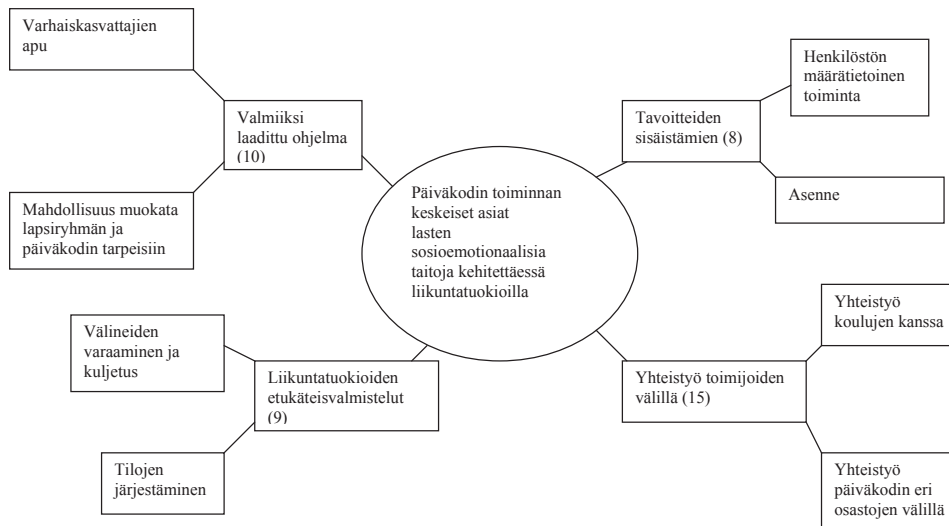 Varhaiskasvattajien
apu
Valmiiksi
laadittu ohjelma
(10)
Mahdollisuus muokata
lapsiryhmän ja
päiväkodin tarpeisiin
Henkilöstön
määrätietoinen
toiminta
Tavoitteiden
sisäistämien (8)
Asenne
Päiväkodin toiminnan
keskeiset asiat
lasten
sosioemotionaalisia
taitoja kehitettäessä
liikuntatuokioilla
Välineiden
varaaminen ja
kuljetus
Liikuntatuokioiden
etukäteisvalmistelut
(9)
Tilojen
järjestäminen
Yhteistyö
koulujen kanssa
Yhteistyö toimijoiden
välillä (15)
Yhteistyö
päiväkodin eri
osastojen välillä